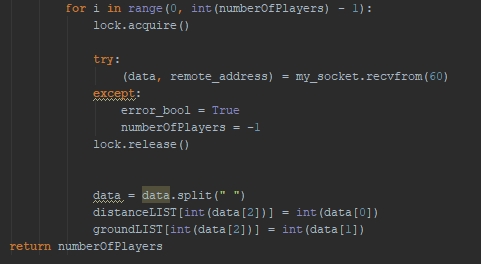 for i in range(0, int(numberOfPlayers) - 1):
lock.acquire()
try:
(data, remote_address) = my_socket.recvfrom(60)
except:
error_bool = True
numberOfPlayers = -1
lock.release()
data = data.split(" ")
distanceLIST[int(data[2])] = int(data[0])
groundLIST[int(data[2])] = int(data[1])
return numberOfPlayers